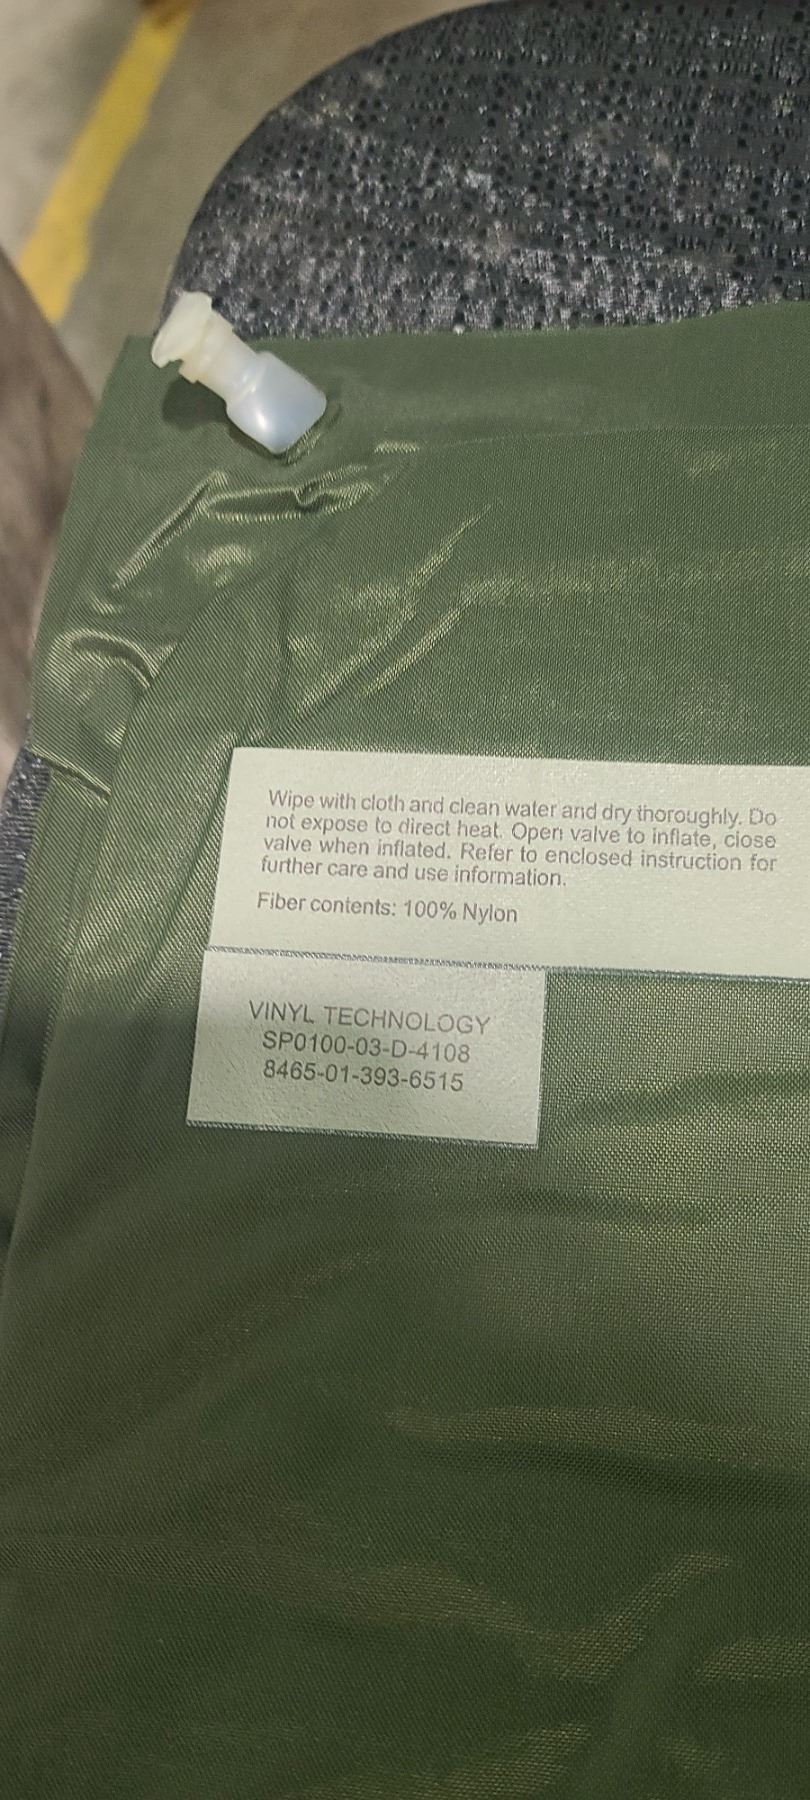 Wipe with cloth and clean water and dry thoroughly. Do
not expose to direct heat. Open valve to inflate, close
valve when inflated. Refer to enclosed instruction for
further care and use information.
Fiber contents: 100% Nylon
VINYL TECHNOLOGY
SP0100-03-D-4108
8465-01-393-6515